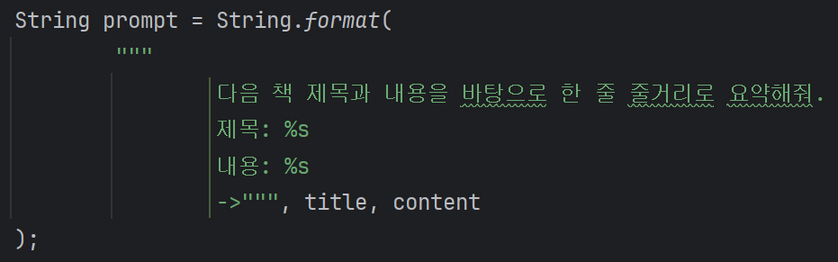 String prompt = String.format(
"""
다음 책 제목과 내용을 바탕으로 한 줄 줄거리로 요약해줘.
제목: %s
내용: %s
->""", title, content
);